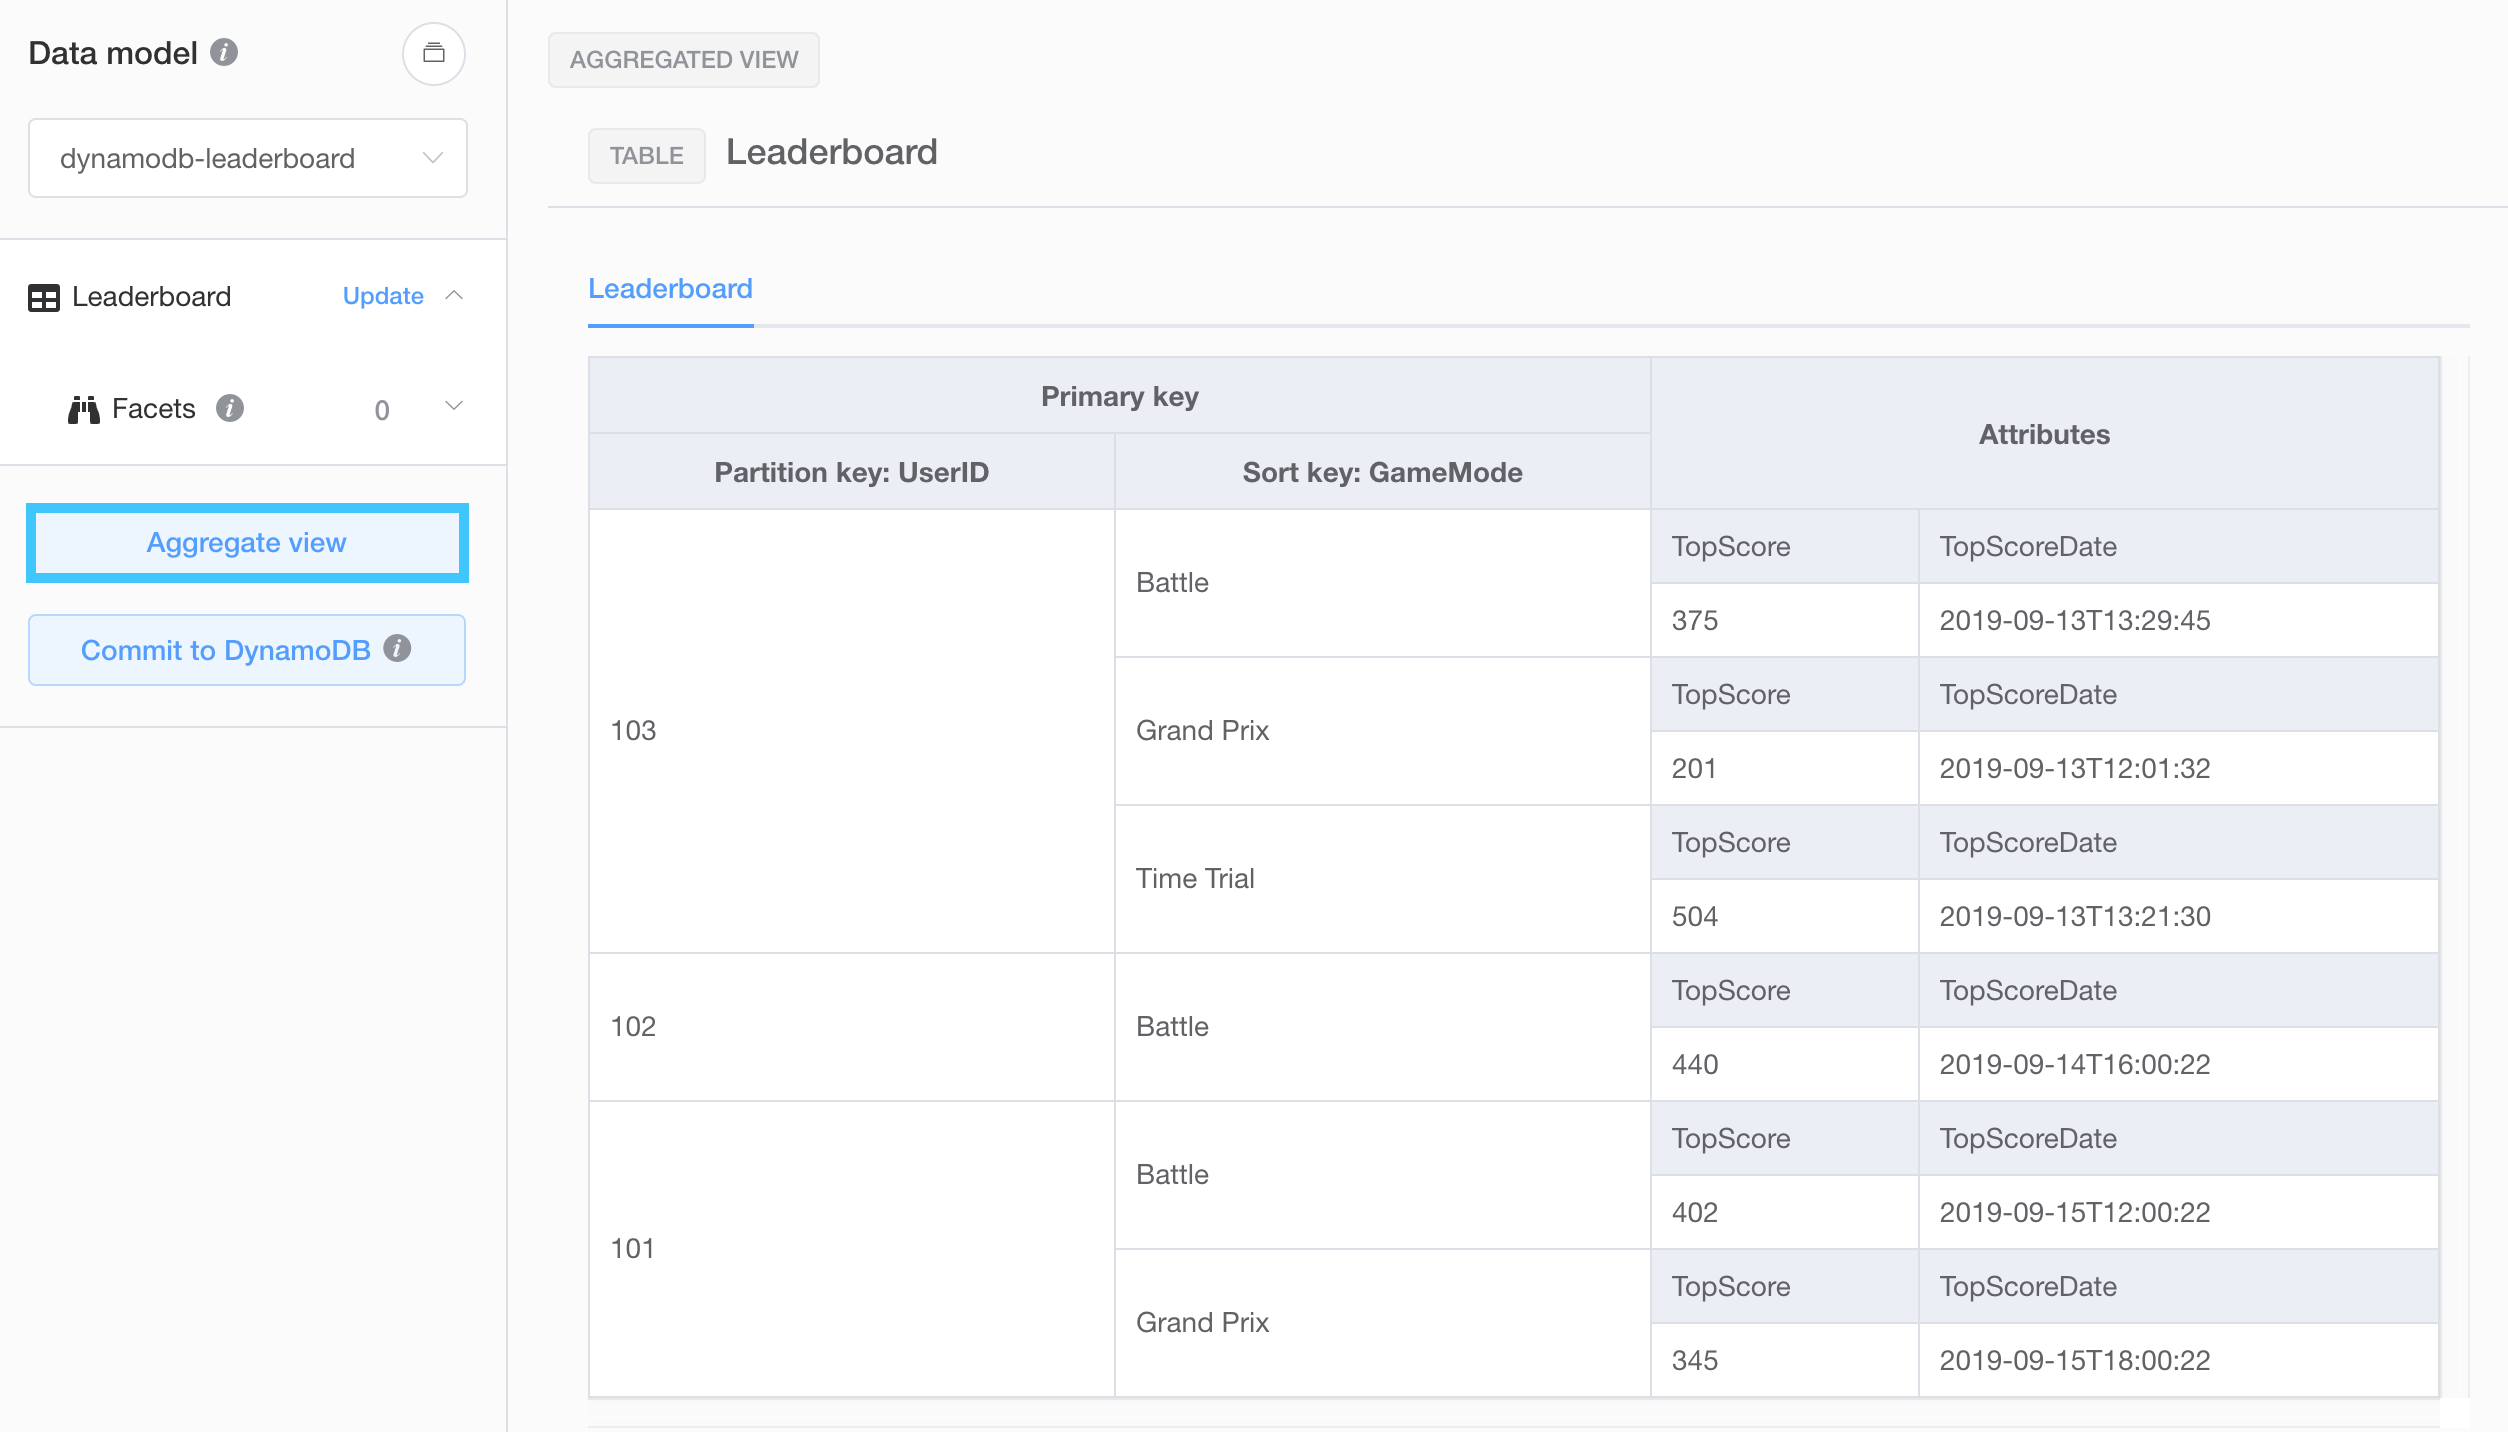 Data model
dynamodb-leaderboard
Leaderboard Update
Facets 0
Aggregate view
Commit to DynamoDB
AGGREGATED VIEW
TABLE Leaderboard
Leaderboard
Primary key
Attributes
Partition key: UserID Sort key: GameMode
103
Battle
TopScore TopScoreDate
375 2019-09-13T13:29:45
Grand Prix
TopScore TopScoreDate
201 2019-09-13T12:01:32
Time Trial
TopScore TopScoreDate
504 2019-09-13T13:21:30
102
Battle
TopScore TopScoreDate
440 2019-09-14T16:00:22
101
Battle
TopScore TopScoreDate
402 2019-09-15T12:00:22
Grand Prix
TopScore TopScoreDate
345 2019-09-15T18:00:22